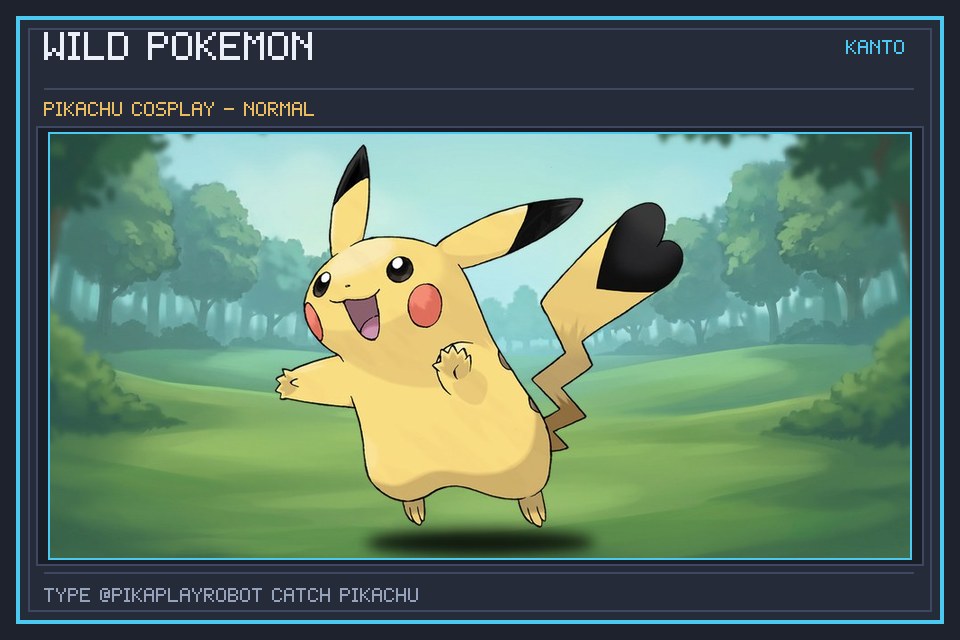 WILD POKEMON
KANTO
PIKACHU COSPLAY - NORMAL
TYPE @PIKAPLAYROBOT CATCH PIKACHU